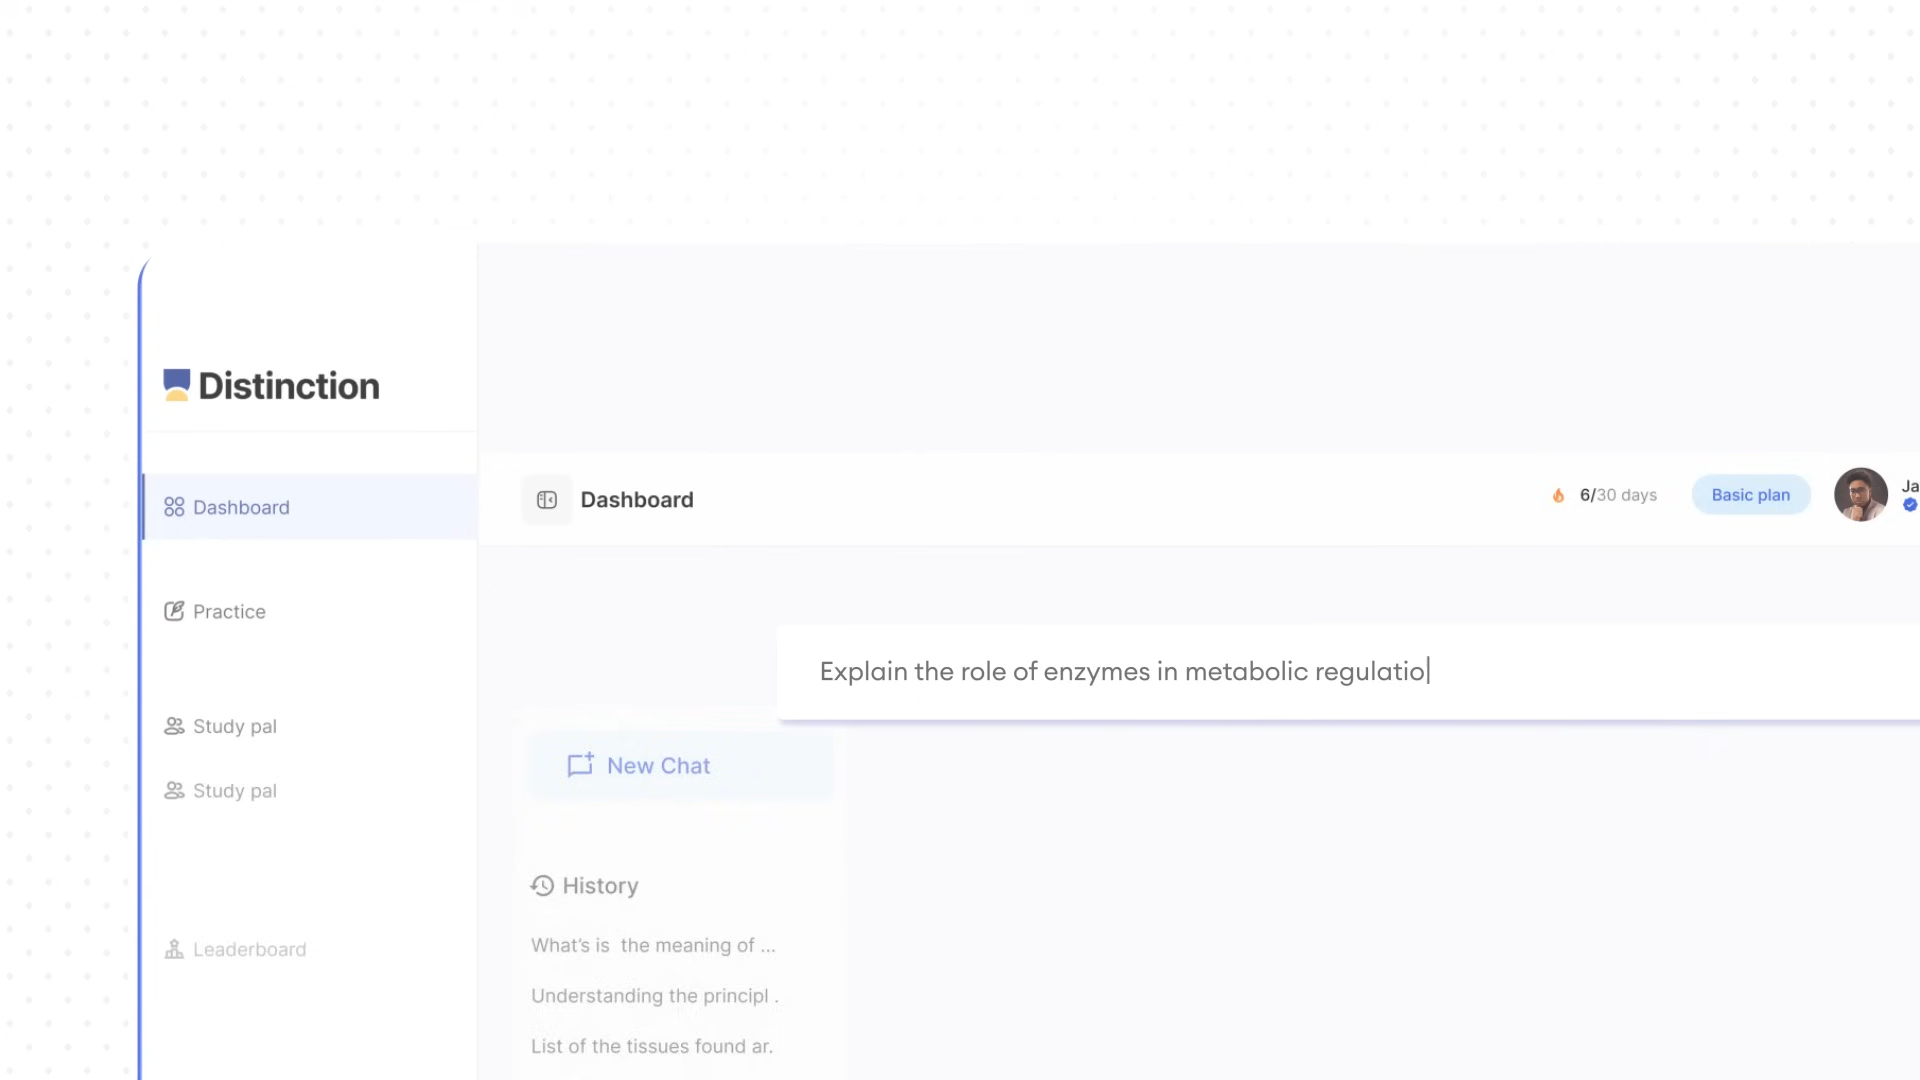 Distinction
Dashboard
Practice
Study pal
Study pal
Leaderboard
Dashboard
6/30 days
Basic plan
Ja
Explain the role of enzymes in metabolic regulatio
New Chat
History
What's is the meaning of ...
Understanding the principl .
List of the tissues found ar.